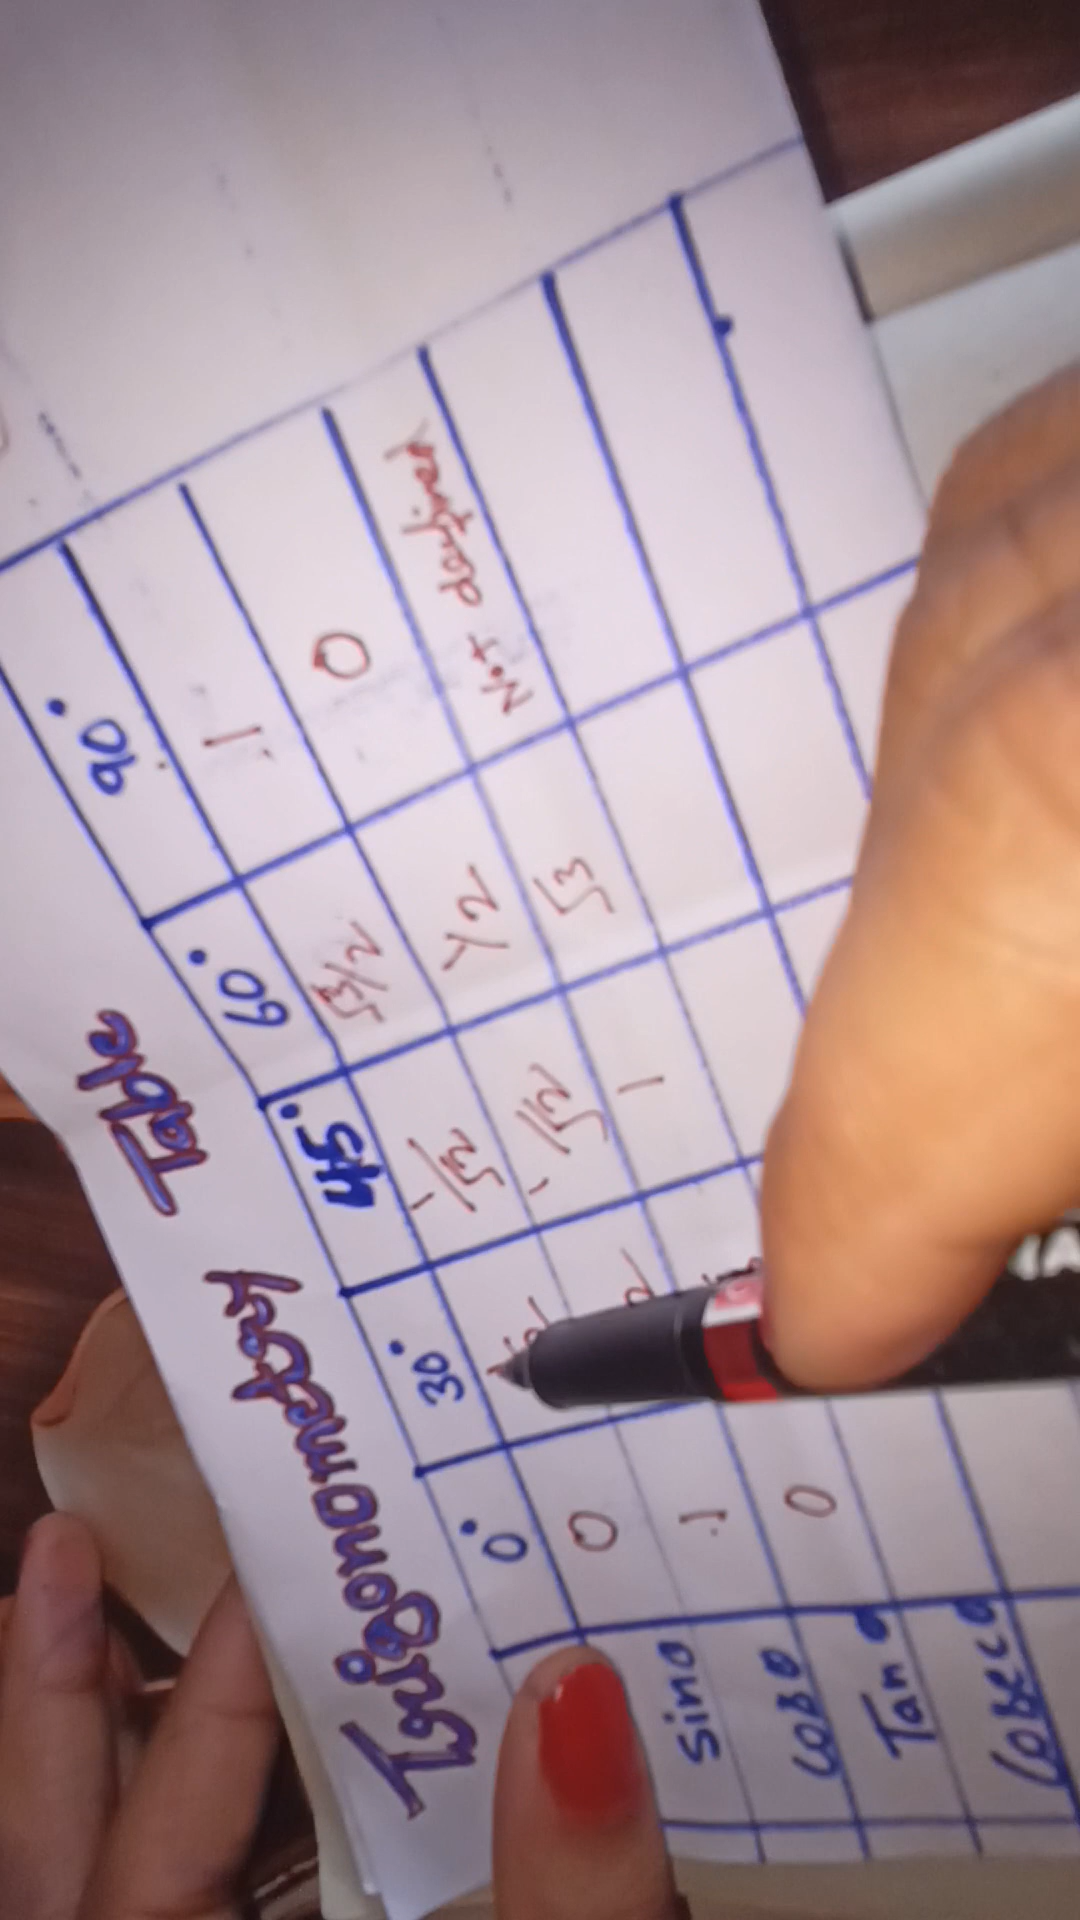 Trigonometry Table
0° 30° 45° 60° 90°
Sinθ 0 1/√2 √3/2 1
Cosθ 1 1/√2 1/2 0
Tanθ 0 1 √3 Not defined
Cosecθ